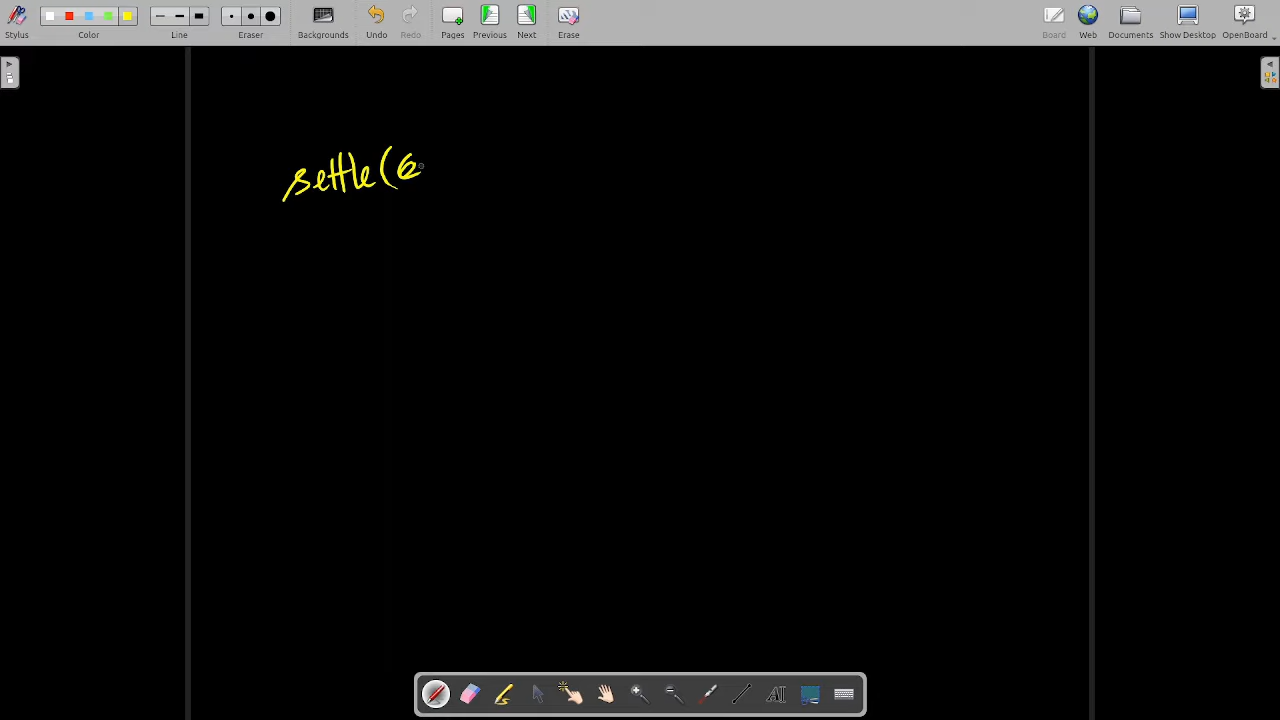 Stylus Color Line Eraser Backgrounds Undo Redo Pages Previous Next Erase Board Web Documents Show Desktop OpenBoard
settle(6
AI